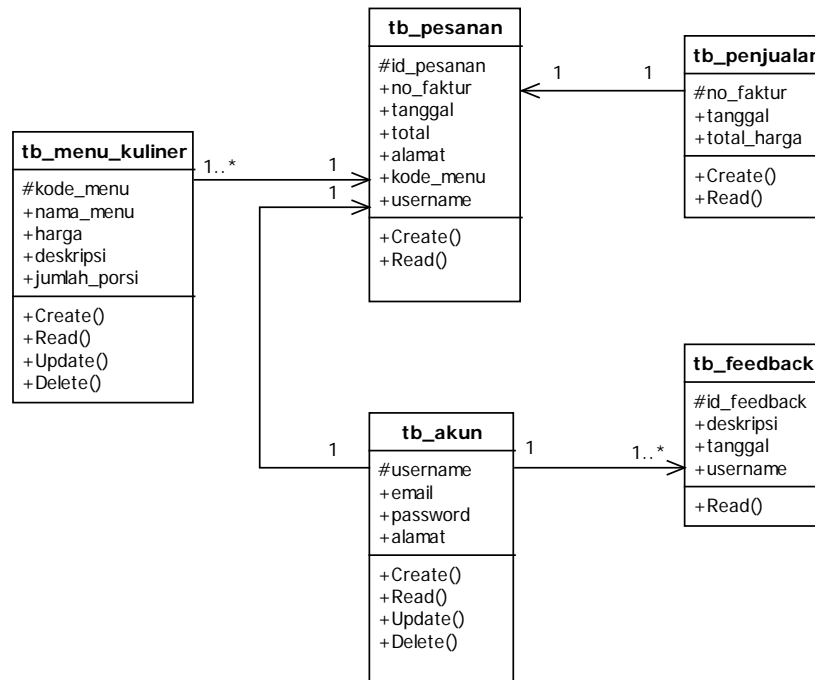 tb_pesanan
#id_pesanan
+no_faktur
+tanggal
+total
+alamat
+kode_menu
+username
+Create()
+Read()
tb_penjualan
#no_faktur
+tanggal
+total_harga
+Create()
+Read()
1
1
tb_menu_kuliner
#kode_menu
+nama_menu
+harga
+deskripsi
+jumlah_porsi
+Create()
+Read()
+Update()
+Delete()
1..*
1
1
tb_feedback
#id_feedback
+deskripsi
+tanggal
+username
+Read()
tb_akun
#username
+email
+password
+alamat
+Create()
+Read()
+Update()
+Delete()
1
1
1..*